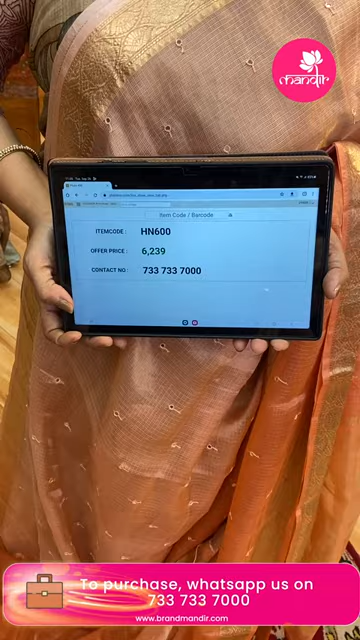 mandir
Item Code / Barcode
ITEMCODE : HN600
OFFER PRICE : 6,239
CONTACT NO : 733 733 7000
To purchase, whatsapp us on
733 733 7000
www.brandmandir.com